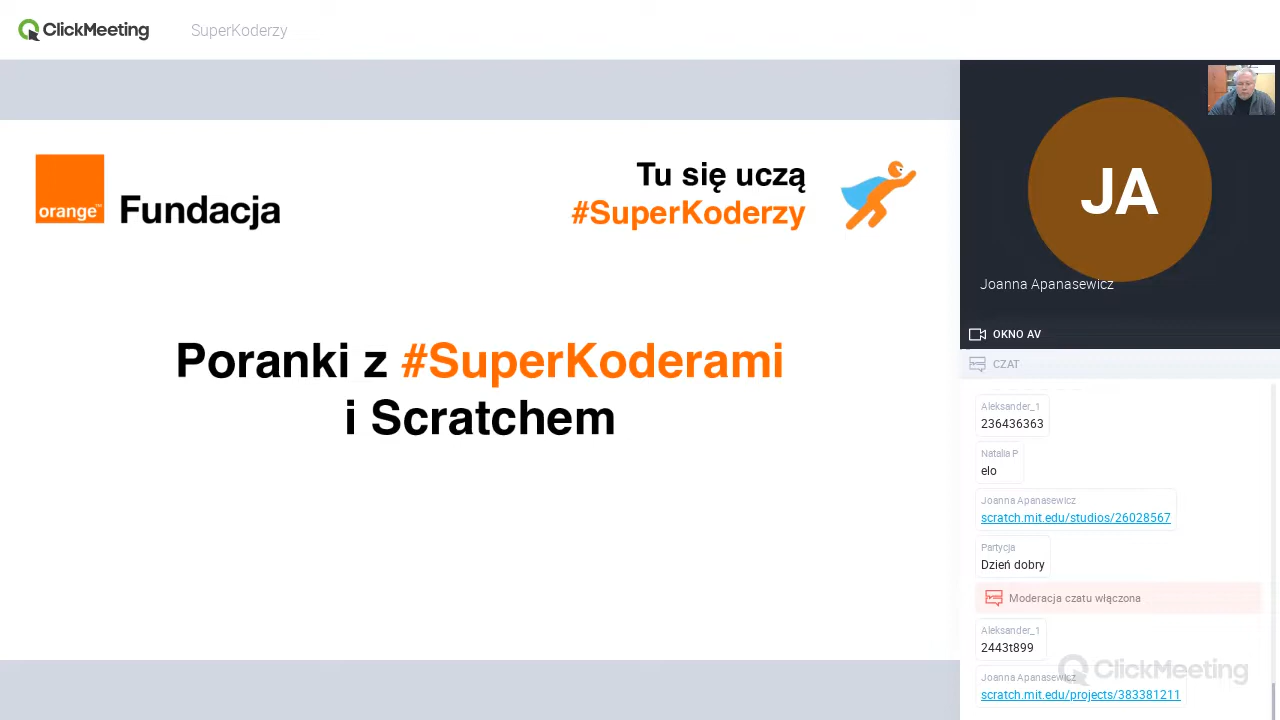 ClickMeeting
SuperKoderzy
orange™
Fundacja
Tu się uczą
#SuperKoderzy
Poranki z #SuperKoderami
i Scratchem
JA
Joanna Apanasewicz
OKNO AV
CZAT
Aleksander_1
236436363
Natalia P
elo
Joanna Apanasewicz
scratch.mit.edu/studios/26028567
Partycja
Dzień dobry
Moderacja czatu włączona
Aleksander_1
2443t899
Joanna Apanasewicz
scratch.mit.edu/projects/383381211
ClickMeeting